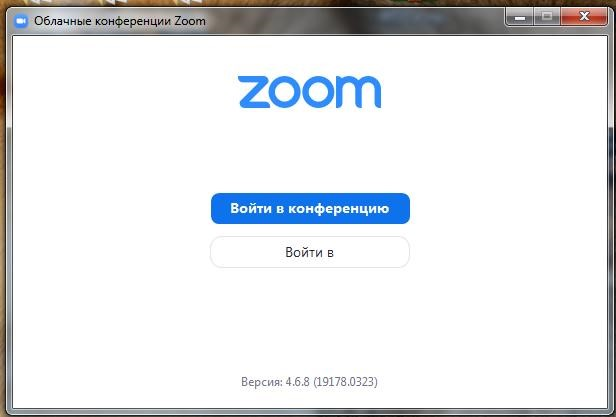 Облачные конференции Zoom
zoom
Войти в конференцию
Войти в
Версия: 4.6.8 (19178.0323)